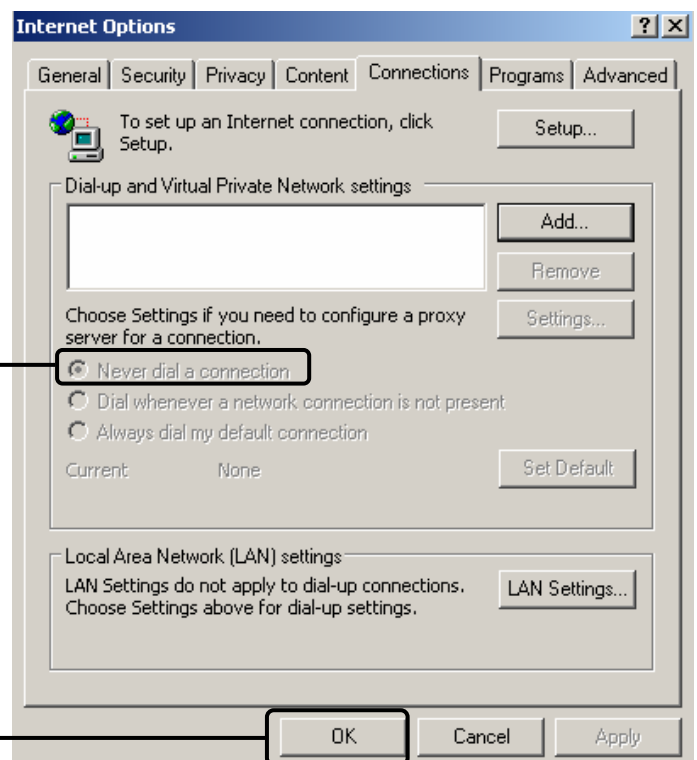 Internet Options
General Security Privacy Content Connections Programs Advanced
To set up an Internet connection, click
Setup.
Setup...
Dial-up and Virtual Private Network settings
Add...
Remove
Choose Settings if you need to configure a proxy
server for a connection.
Settings...
Never dial a connection
Dial whenever a network connection is not present
Always dial my default connection
Current None Set Default
Local Area Network (LAN) settings
LAN Settings do not apply to dial-up connections.
Choose Settings above for dial-up settings.
LAN Settings...
OK Cancel Apply